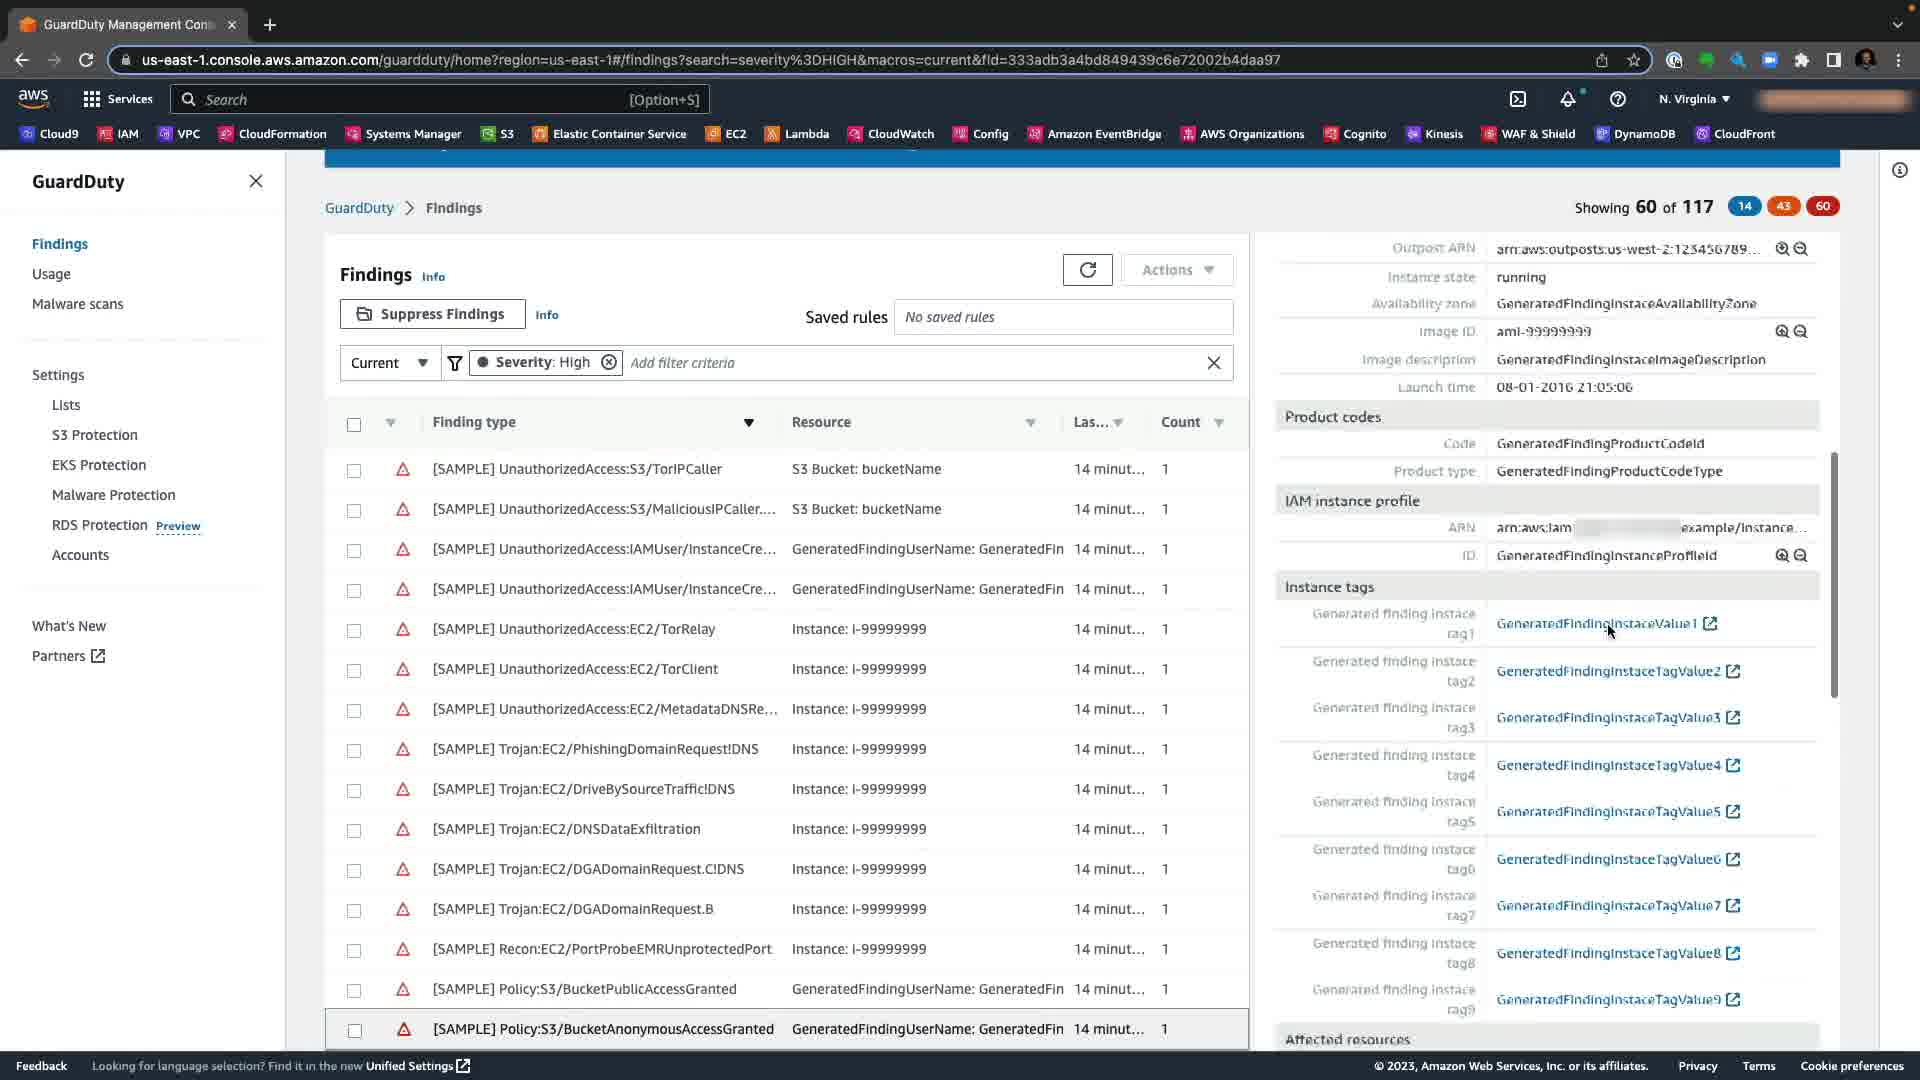 GuardDuty Management Con
us-east-1.console.aws.amazon.com/guardduty/home?region=us-east-1#/findings?search=severity%3DHIGH&macros=current&fId=333adb3a4bd849439c6e72002b4daa97
aws
Services
Search
[Option+S]
N. Virginia
Cloud9
IAM
VPC
CloudFormation
Systems Manager
S3
Elastic Container Service
EC2
Lambda
CloudWatch
Config
Amazon EventBridge
AWS Organizations
Cognito
Kinesis
WAF & Shield
DynamoDB
CloudFront
GuardDuty
Findings
Usage
Malware scans
Settings
Lists
S3 Protection
EKS Protection
Malware Protection
RDS Protection Preview
Accounts
What's New
Partners
GuardDuty > Findings
Showing 60 of 117 14 43 60
Findings Info
Actions
Suppress Findings Info
Saved rules No saved rules
Current Severity: High Add filter criteria
Finding type Resource Las... Count
[SAMPLE] UnauthorizedAccess:S3/TorIPCaller S3 Bucket: bucketName 14 minut... 1
[SAMPLE] UnauthorizedAccess:S3/MaliciousIPCaller.... S3 Bucket: bucketName 14 minut... 1
[SAMPLE] UnauthorizedAccess:IAMUser/InstanceCre... GeneratedFindingUserName: GeneratedFin 14 minut... 1
[SAMPLE] UnauthorizedAccess:IAMUser/InstanceCre... GeneratedFindingUserName: GeneratedFin 14 minut... 1
[SAMPLE] UnauthorizedAccess:EC2/TorRelay Instance: i-99999999 14 minut... 1
[SAMPLE] UnauthorizedAccess:EC2/TorClient Instance: i-99999999 14 minut... 1
[SAMPLE] UnauthorizedAccess:EC2/MetadataDNSRe... Instance: i-99999999 14 minut... 1
[SAMPLE] Trojan:EC2/PhishingDomainRequest!DNS Instance: i-99999999 14 minut... 1
[SAMPLE] Trojan:EC2/DriveBySourceTraffic!DNS Instance: i-99999999 14 minut... 1
[SAMPLE] Trojan:EC2/DNSDataExfiltration Instance: i-99999999 14 minut... 1
[SAMPLE] Trojan:EC2/DGADomainRequest.C!DNS Instance: i-99999999 14 minut... 1
[SAMPLE] Trojan:EC2/DGADomainRequest.B Instance: i-99999999 14 minut... 1
[SAMPLE] Recon:EC2/PortProbeEMRUnprotectedPort Instance: i-99999999 14 minut... 1
[SAMPLE] Policy:S3/BucketPublicAccessGranted GeneratedFindingUserName: GeneratedFin 14 minut... 1
[SAMPLE] Policy:S3/BucketAnonymousAccessGranted GeneratedFindingUserName: GeneratedFin 14 minut... 1
Outpost ARN arn:aws:outposts:us-west-2:123456789...
Instance state running
Availability zone GeneratedFindingInstaceAvailabilityZone
Image ID ami-99999999
Image description GeneratedFindingInstaceImageDescription
Launch time 08-01-2016 21:05:06
Product codes
Code GeneratedFindingProductCodeId
Product type GeneratedFindingProductCodeType
IAM instance profile
ARN arn:aws:iam example/instance...
ID GeneratedFindingInstanceProfileId
Instance tags
Generated finding instace
tag1
GeneratedFindingInstaceValue1
Generated finding instace
tag2
GeneratedFindingInstaceTagValue2
Generated finding instace
tag3
GeneratedFindingInstaceTagValue3
Generated finding instace
tag4
GeneratedFindingInstaceTagValue4
Generated finding instace
tag5
GeneratedFindingInstaceTagValue5
Generated finding instace
tag6
GeneratedFindingInstaceTagValue6
Generated finding instace
tag7
GeneratedFindingInstaceTagValue7
Generated finding instace
tag8
GeneratedFindingInstaceTagValue8
Generated finding instace
tag9
GeneratedFindingInstaceTagValue9
Affected resources
Feedback Looking for language selection? Find it in the new Unified Settings
© 2023, Amazon Web Services, Inc. or its affiliates. Privacy Terms Cookie preferences